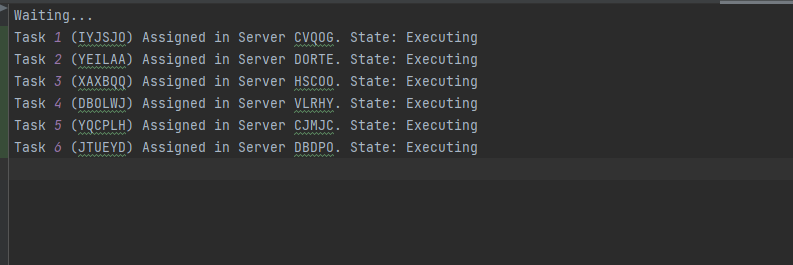 Waiting...
Task 1 (IYJSJO) Assigned in Server CVQOG. State: Executing
Task 2 (YEILAA) Assigned in Server DORTE. State: Executing
Task 3 (XAXBQQ) Assigned in Server HSCOO. State: Executing
Task 4 (DBOLWJ) Assigned in Server VLRHY. State: Executing
Task 5 (YQCPLH) Assigned in Server CJMJC. State: Executing
Task 6 (JTUEYD) Assigned in Server DBDPO. State: Executing